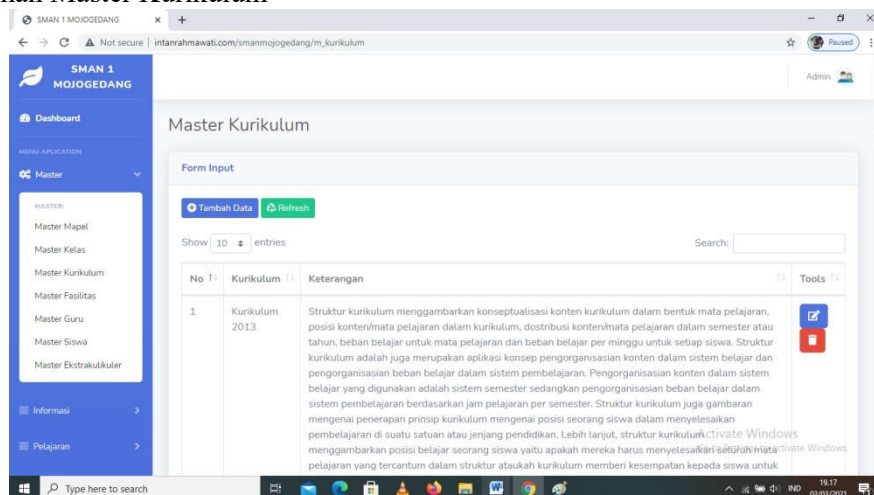 SMAN 1 MOJOGEDANG
Not secure | intanrahmawati.com/smanmojogedang/m_kurikulum
Paused
SMAN 1
MOJOGEDANG
Admin
Dashboard
Master Kurikulum
MENU APLICATION
Master
Form Input
MASTER:
Tambah Data
Refresh
Master Mapel
Show 10 entries
Search:
Master Kelas
Master Kurikulum
No Kurikulum Keterangan Tools
Master Fasilitas
Master Guru
Master Siswa
Master Ekstrakulikuler
1 Kurikulum 2013
Struktur kurikulum menggambarkan konseptualisasi konten kurikulum dalam bentuk mata pelajaran,
posisi konten/mata pelajaran dalam kurikulum, dostribusi konten/mata pelajaran dalam semester atau
tahun, beban belajar untuk mata pelajaran dan beban belajar per minggu untuk setiap siswa. Struktur
kurikulum adalah juga merupakan aplikasi konsep pengorganisasian konten dalam sistem belajar dan
pengorganisasian beban belajar dalam sistem pembelajaran. Pengorganisasian konten dalam sistem
belajar yang digunakan adalah sistem semester sedangkan pengorganisasian beban belajar dalam
sistem pembelajaran berdasarkan jam pelajaran per semester. Struktur kurikulum juga gambaran
mengenai penerapan prinsip kurikulum mengenai posisi seorang siswa dalam menyelesaikan
pembelajaran di suatu satuan atau jenjang pendidikan. Lebih lanjut, struktur kurikulum
menggambarkan posisi belajar seorang siswa yaitu apakah mereka harus menyelesaikan seluruh mata
pelajaran yang tercantum dalam struktur ataukah kurikulum memberi kesempatan kepada siswa untuk
Informasi
Pelajaran
Activate Windows
Type here to search
IND
19.17
03/03/2021